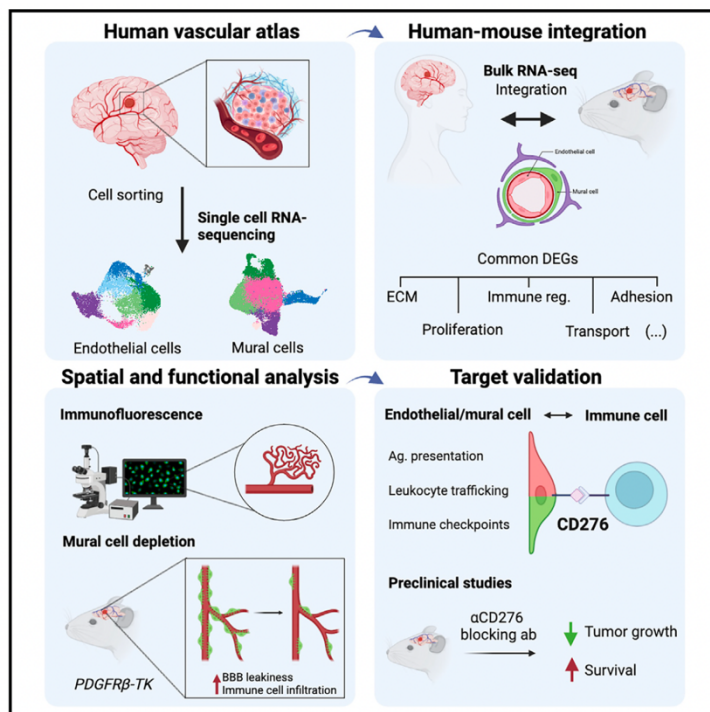 Human vascular atlas
Cell sorting
Single cell RNA-
sequencing
Endothelial cells
Mural cells
Human-mouse integration
Bulk RNA-seq
Integration
Endothelial cell
Mural cell
Common DEGs
ECM
Immune reg.
Adhesion
Proliferation
Transport
(...)
Spatial and functional analysis
Immunofluorescence
Mural cell depletion
PDGFRβ-TK
BBB leakiness
Immune cell infiltration
Target validation
Endothelial/mural cell
Immune cell
Ag. presentation
Leukocyte trafficking
Immune checkpoints
CD276
Preclinical studies
αCD276
blocking ab
Tumor growth
Survival